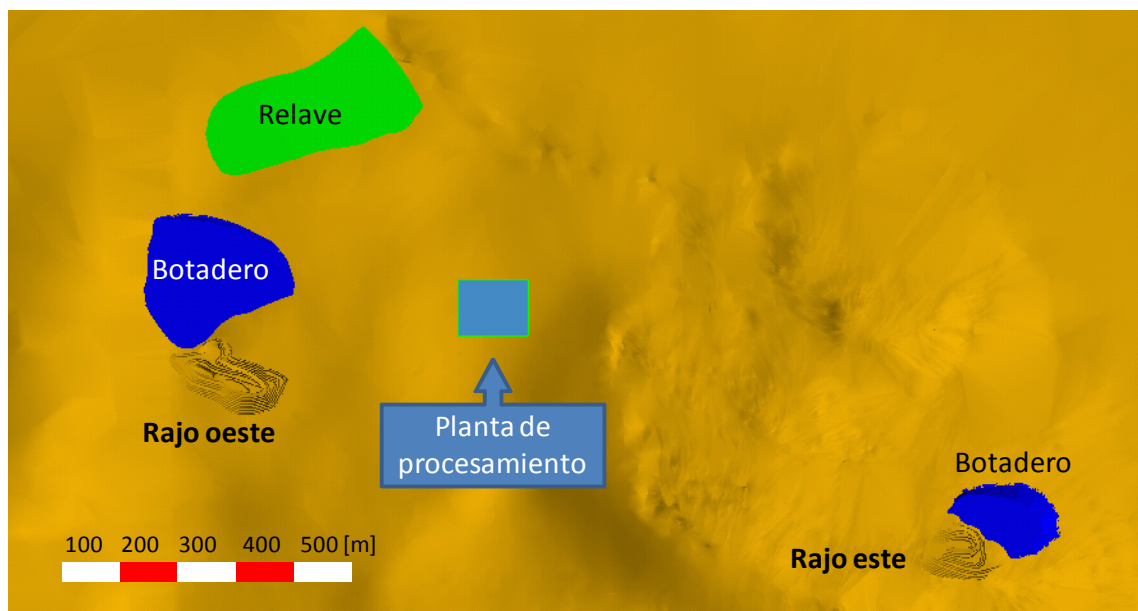 Relave
Botadero
Rajo oeste
Planta de
procesamiento
Botadero
Rajo este
100 200 300 400 500 [m]